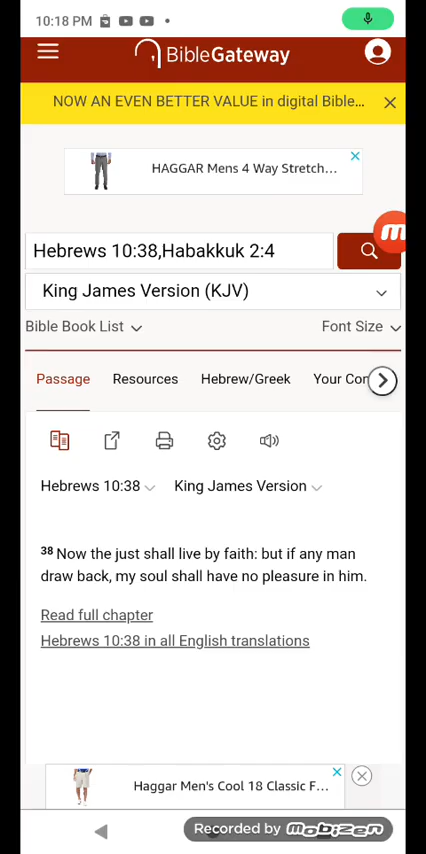 10:18 PM
BibleGateway
NOW AN EVEN BETTER VALUE in digital Bible...
HAGGAR Mens 4 Way Stretch...
Hebrews 10:38,Habakkuk 2:4
King James Version (KJV)
Bible Book List
Font Size
Passage Resources Hebrew/Greek Your Con
Hebrews 10:38 King James Version
38 Now the just shall live by faith: but if any man
draw back, my soul shall have no pleasure in him.
Read full chapter
Hebrews 10:38 in all English translations
Haggar Men's Cool 18 Classic F...
Recorded by mobizen